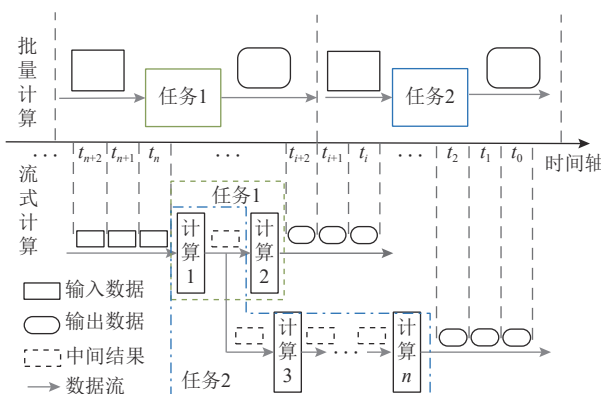 批量计算
任务1
任务2
… t_{n+2} t_{n+1} t_n … t_{i+2} t_{i+1} t_i … t_2 t_1 t_0
时间轴
流式计算
任务1
计算1
计算2
输入数据
输出数据
中间结果
数据流
计算3
…
计算n
任务2